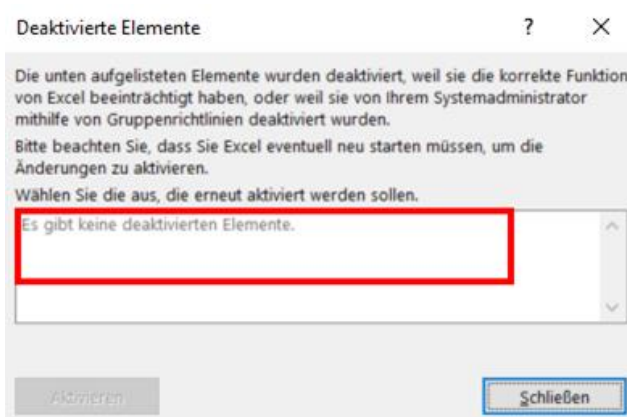 Deaktivierte Elemente ?
Die unten aufgelisteten Elemente wurden deaktiviert, weil sie die korrekte Funktion
von Excel beeinträchtigt haben, oder weil sie von Ihrem Systemadministrator
mithilfe von Gruppenrichtlinien deaktiviert wurden.
Bitte beachten Sie, dass Sie Excel eventuell neu starten müssen, um die
Änderungen zu aktivieren.
Wählen Sie die aus, die erneut aktiviert werden sollen.
Es gibt keine deaktivierten Elemente.
Aktivieren Schließen